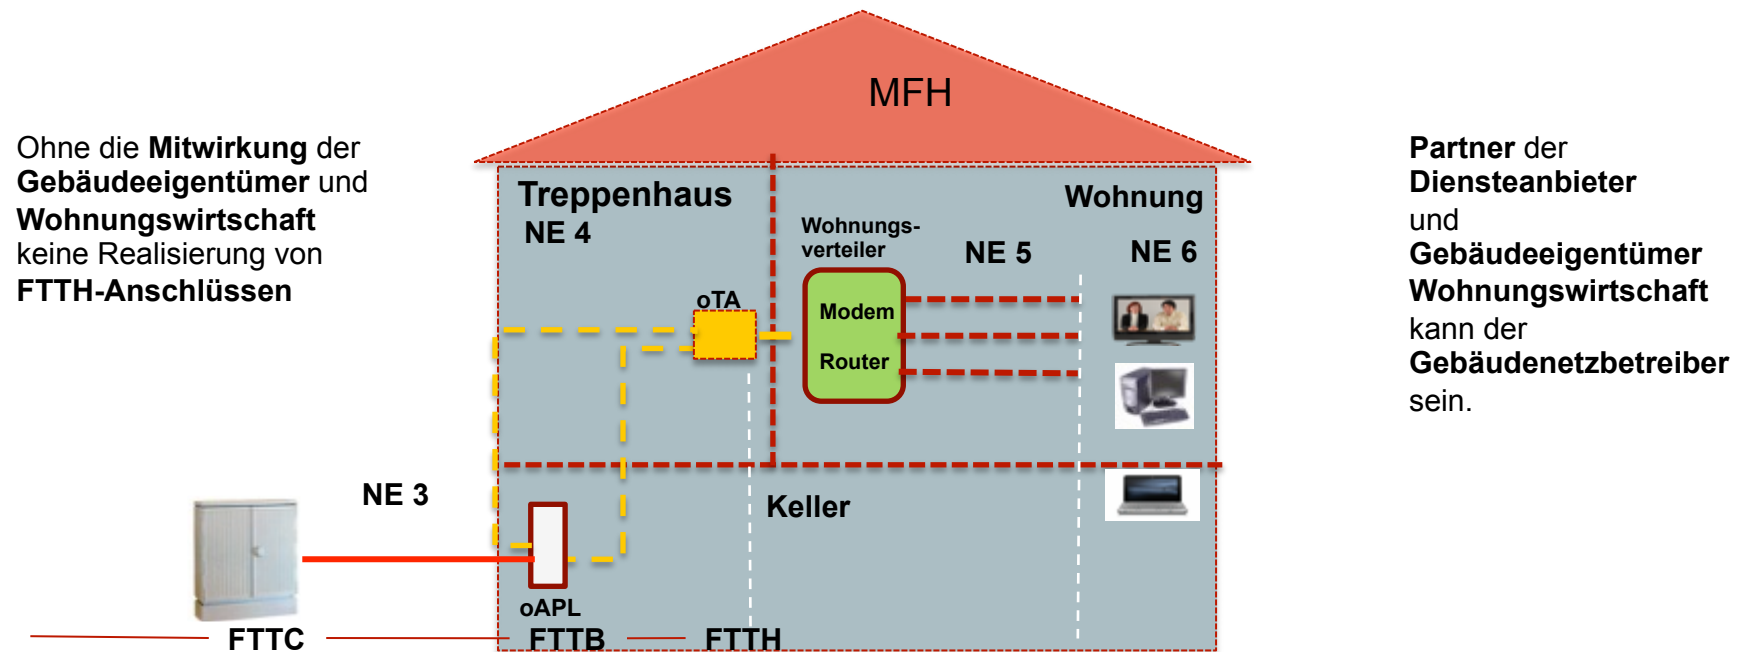 MFH
Ohne die Mitwirkung der
Gebäudeeigentümer und
Wohnungswirtschaft
keine Realisierung von
FTTH-Anschlüssen
Treppenhaus
NE 4
Wohnung
Wohnungs-
verteiler
NE 5
NE 6
oTA
Modem
Router
NE 3
Keller
oAPL
FTTC
FTTB
FTTH
Partner der
Diensteanbieter
und
Gebäudeeigentümer
Wohnungswirtschaft
kann der
Gebäudenetzbetreiber
sein.